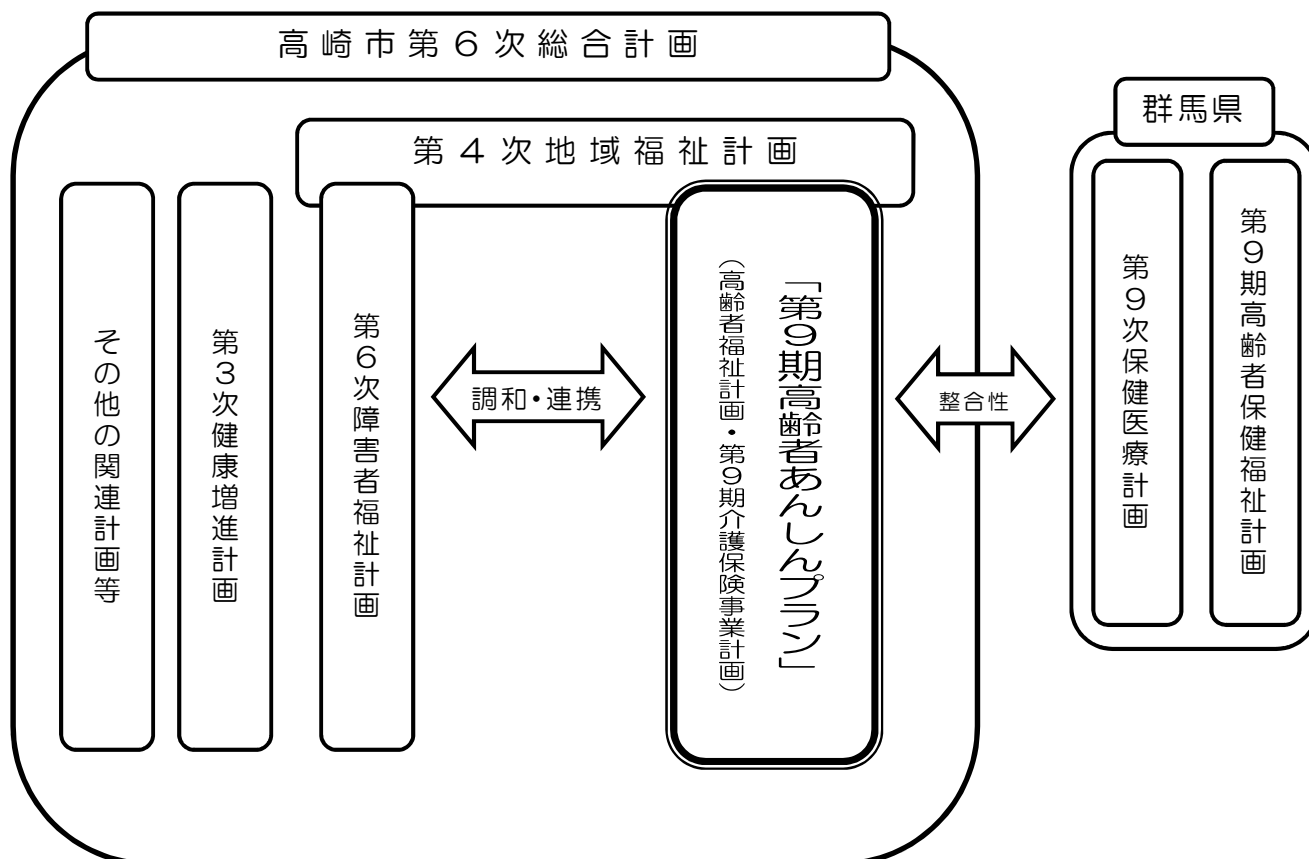 高崎市第６次総合計画
群馬県
第４次地域福祉計画
その他の関連計画等
第３次健康増進計画
第６次障害者福祉計画
調和・連携
「第９期高齢者あんしんプラン」
（高齢者福祉計画・第９期介護保険事業計画）
整合性
第９次保健医療計画
第９期高齢者保健福祉計画